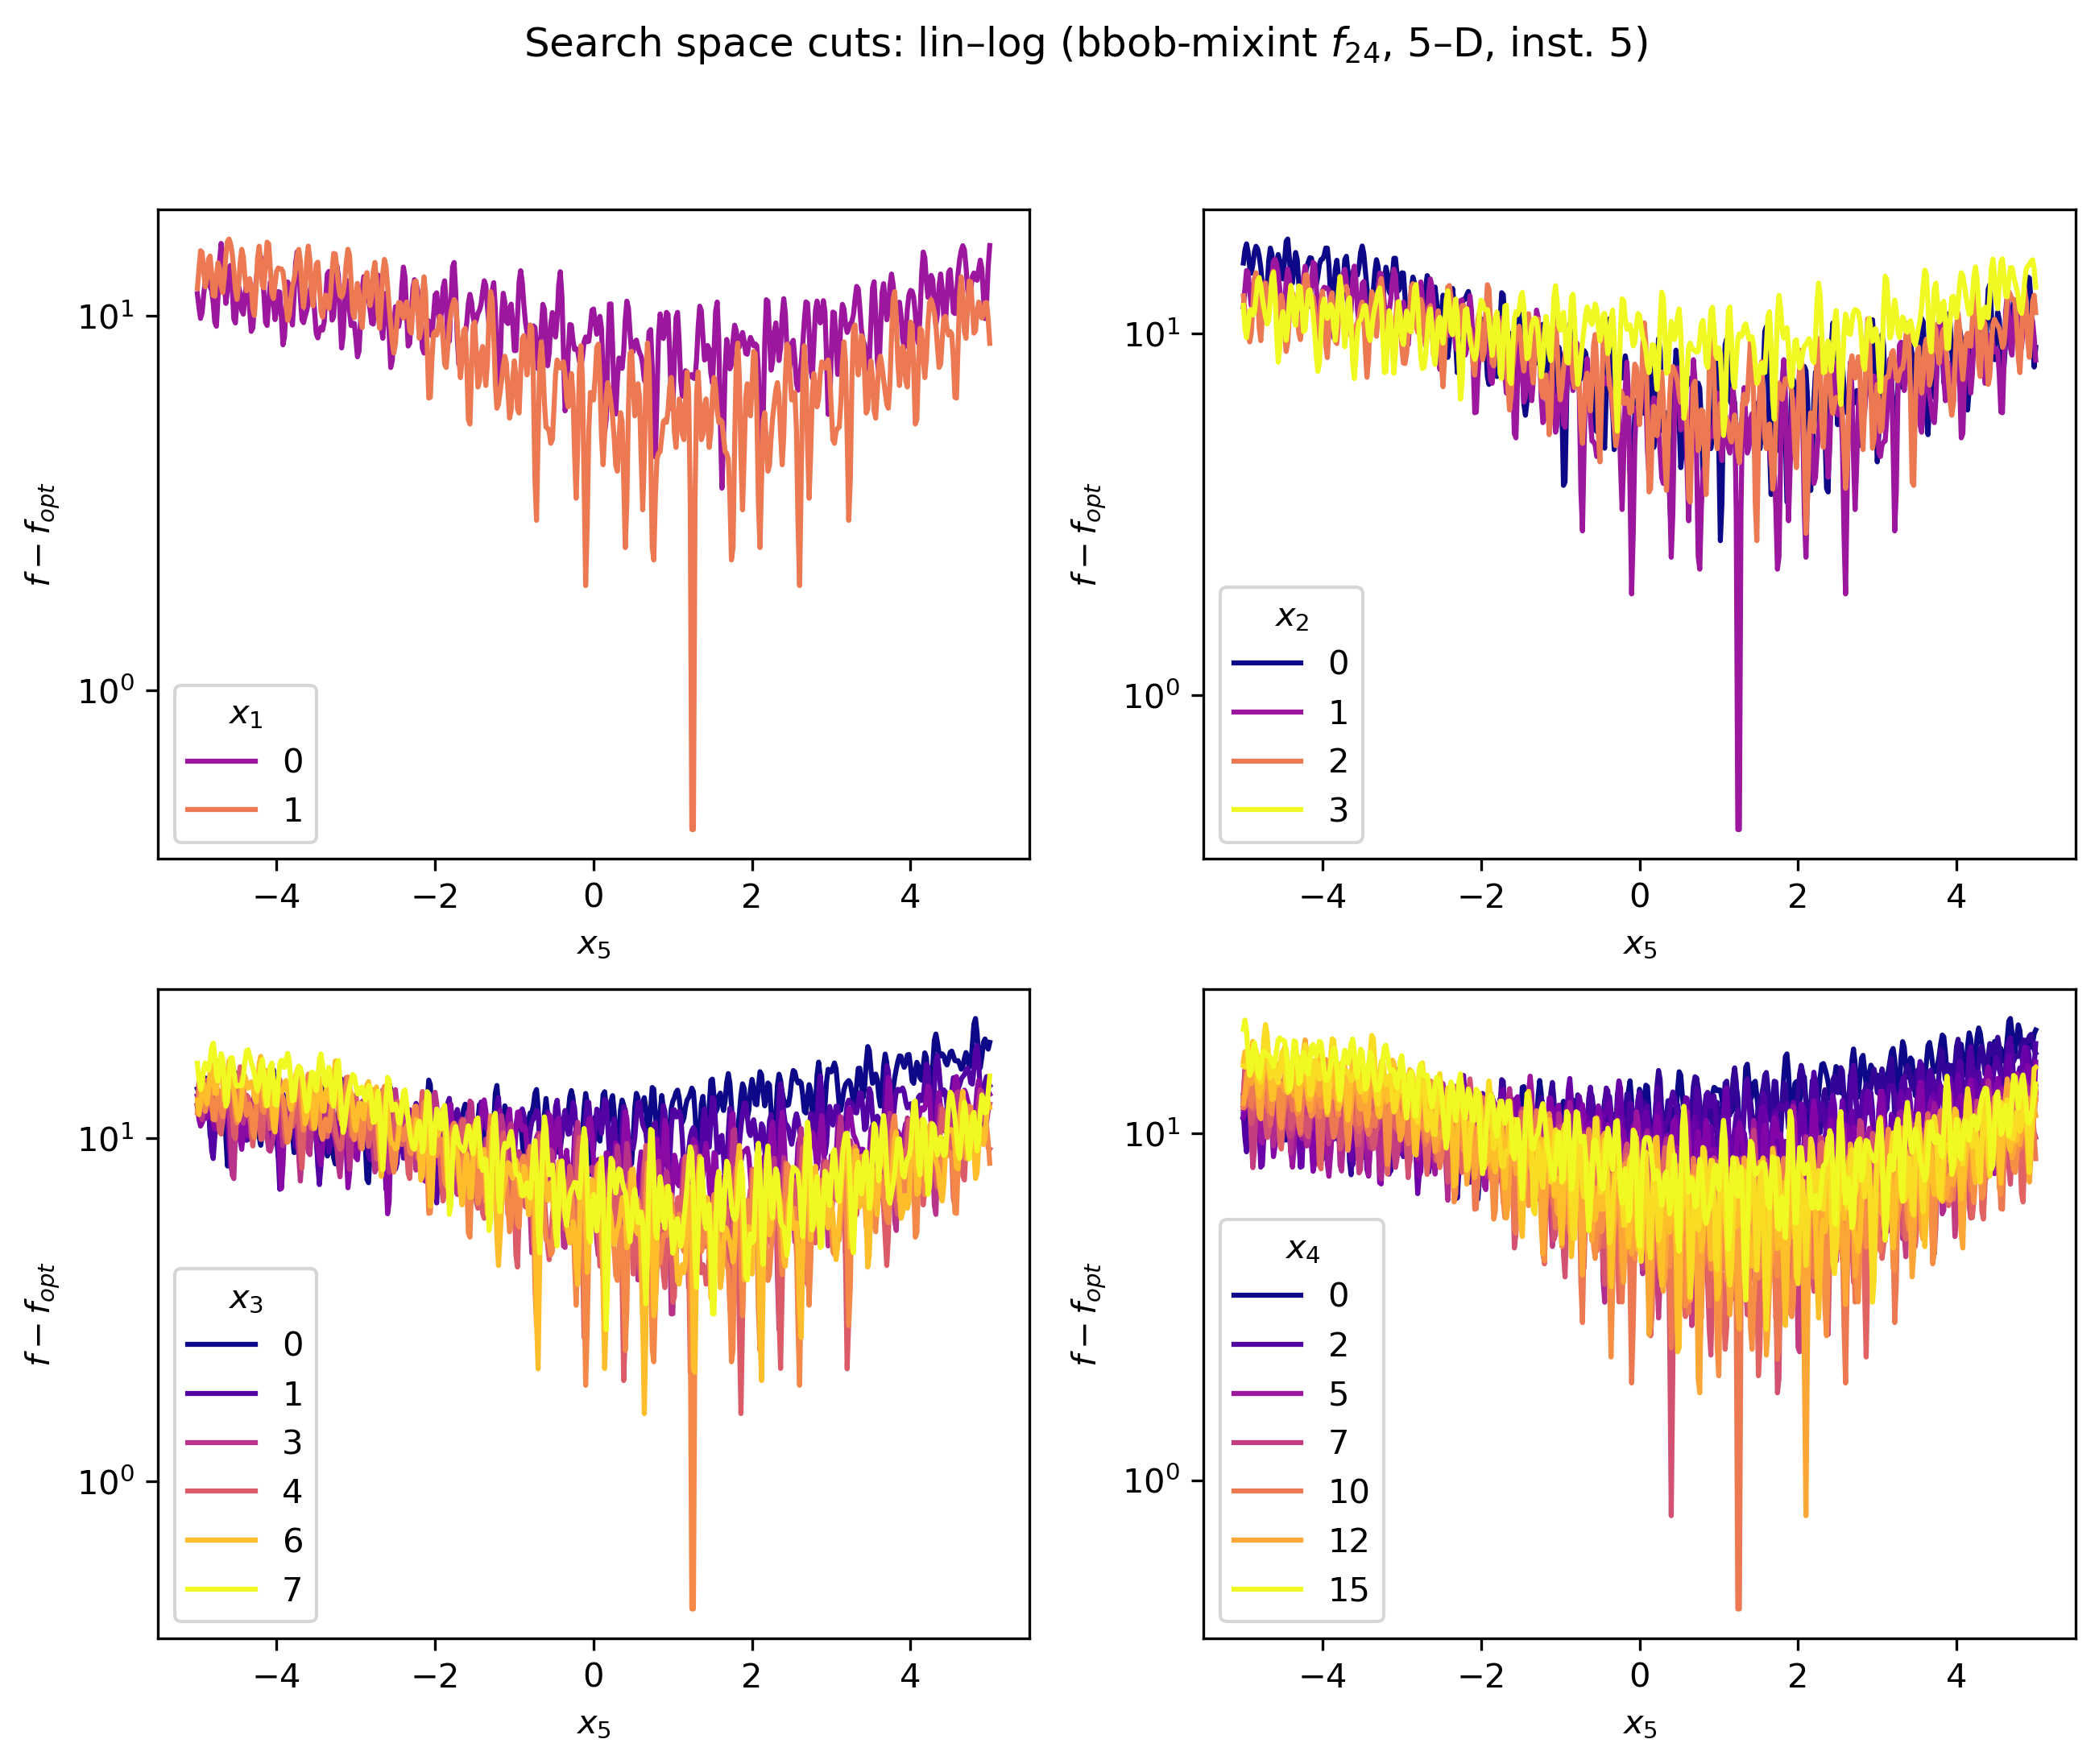 Search space cuts: lin–log (bbob-mixint f24, 5–D, inst. 5)
10^1
10^0
f − f_opt
x1
0
1
−4 −2 0 2 4
x5
10^1
10^0
f − f_opt
x2
0
1
2
3
−4 −2 0 2 4
x5
10^1
10^0
f − f_opt
x3
0
1
3
4
6
7
−4 −2 0 2 4
x5
10^1
10^0
f − f_opt
x4
0
2
5
7
10
12
15
−4 −2 0 2 4
x5